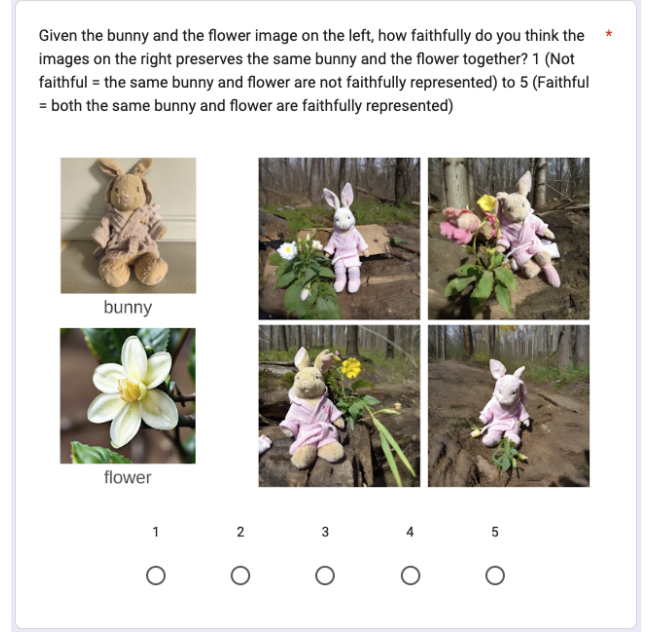 Given the bunny and the flower image on the left, how faithfully do you think the *
images on the right preserves the same bunny and the flower together? 1 (Not
faithful = the same bunny and flower are not faithfully represented) to 5 (Faithful
= both the same bunny and flower are faithfully represented)
bunny
flower
1 2 3 4 5